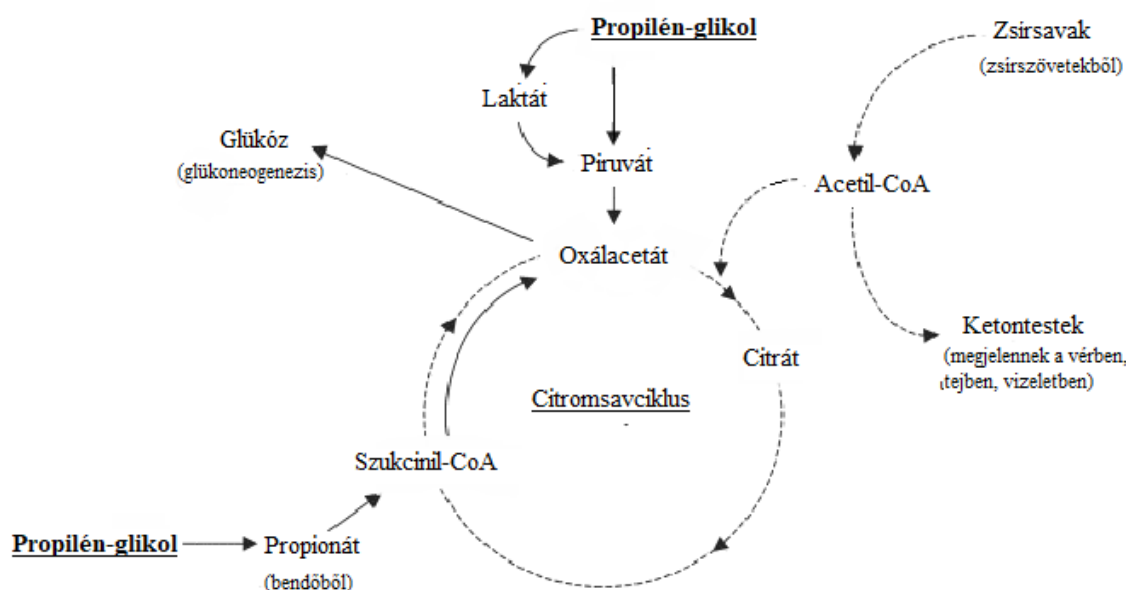 Propilén-glikol
Zsírsavak
(zsírszövetekből)
Laktát
Glükóz
(glükoneogenezis)
Piruvát
Acetil-CoA
Oxálacetát
Ketontestek
(megjelennek a vérben,
tejben, vizeletben)
Citrát
Citromsavciklus
Szukcinil-CoA
Propilén-glikol
Propionát
(bendőből)